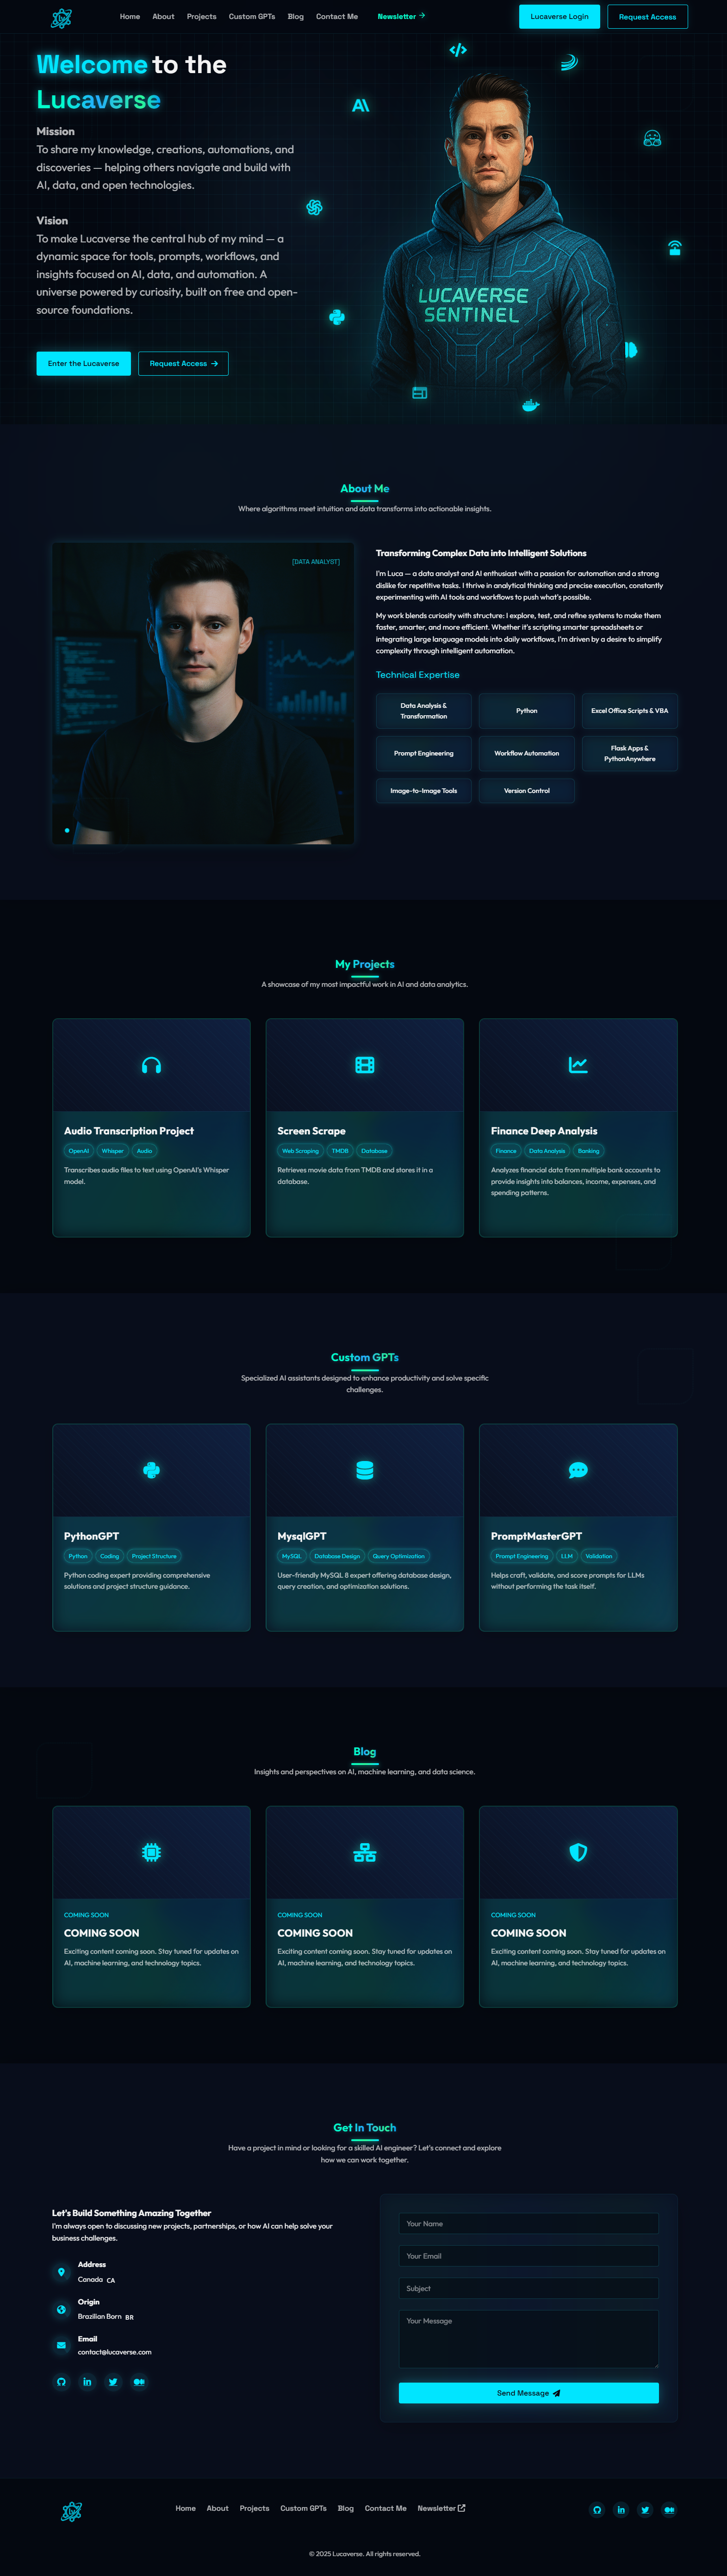 Home About Projects Custom GPTs Blog Contact Me Newsletter Lucaverse Login Request Access
Welcome to the
Lucaverse
Mission
To share my knowledge, creations, automations, and
discoveries — helping others navigate and build with
AI, data, and open technologies.
Vision
To make Lucaverse the central hub of my mind — a
dynamic space for tools, prompts, workflows, and
insights focused on AI, data, and automation. A
universe powered by curiosity, built on free and open-
source foundations.
Enter the Lucaverse Request Access
LUCAVERSE
SENTINEL
About Me
Where algorithms meet intuition and data transforms into actionable insights.
[DATA ANALYST]
Transforming Complex Data into Intelligent Solutions
I'm Luca — a data analyst and AI enthusiast with a passion for automation and a strong
dislike for repetitive tasks. I thrive in analytical thinking and precise execution, constantly
experimenting with AI tools and workflows to push what's possible.
My work blends curiosity with structure: I explore, test, and refine systems to make them
faster, smarter, and more efficient. Whether it's scripting smarter spreadsheets or
integrating large language models into daily workflows, I'm driven by a desire to simplify
complexity through intelligent automation.
Technical Expertise
Data Analysis &
Transformation
Python
Excel Office Scripts & VBA
Prompt Engineering
Workflow Automation
Flask Apps &
PythonAnywhere
Image-to-Image Tools
Version Control
My Projects
A showcase of my most impactful work in AI and data analytics.
Audio Transcription Project
OpenAI Whisper Audio
Transcribes audio files to text using OpenAI's Whisper
model.
Screen Scrape
Web Scraping TMDB Database
Retrieves movie data from TMDB and stores it in a
database.
Finance Deep Analysis
Finance Data Analysis Banking
Analyzes financial data from multiple bank accounts to
provide insights into balances, income, expenses, and
spending patterns.
Custom GPTs
Specialized AI assistants designed to enhance productivity and solve specific
challenges.
PythonGPT
Python Coding Project Structure
Python coding expert providing comprehensive
solutions and project structure guidance.
MysqlGPT
MySQL Database Design Query Optimization
User-friendly MySQL 8 expert offering database design,
query creation, and optimization solutions.
PromptMasterGPT
Prompt Engineering LLM Validation
Helps craft, validate, and score prompts for LLMs
without performing the task itself.
Blog
Insights and perspectives on AI, machine learning, and data science.
COMING SOON
COMING SOON
Exciting content coming soon. Stay tuned for updates on
AI, machine learning, and technology topics.
COMING SOON
COMING SOON
Exciting content coming soon. Stay tuned for updates on
AI, machine learning, and technology topics.
COMING SOON
COMING SOON
Exciting content coming soon. Stay tuned for updates on
AI, machine learning, and technology topics.
Get In Touch
Have a project in mind or looking for a skilled AI engineer? Let's connect and explore
how we can work together.
Let's Build Something Amazing Together
I'm always open to discussing new projects, partnerships, or how AI can help solve your
business challenges.
Address
Canada CA
Origin
Brazilian Born BR
Email
contact@lucaverse.com
Your Name
Your Email
Subject
Your Message
Send Message
Home About Projects Custom GPTs Blog Contact Me Newsletter
© 2025 Lucaverse. All rights reserved.